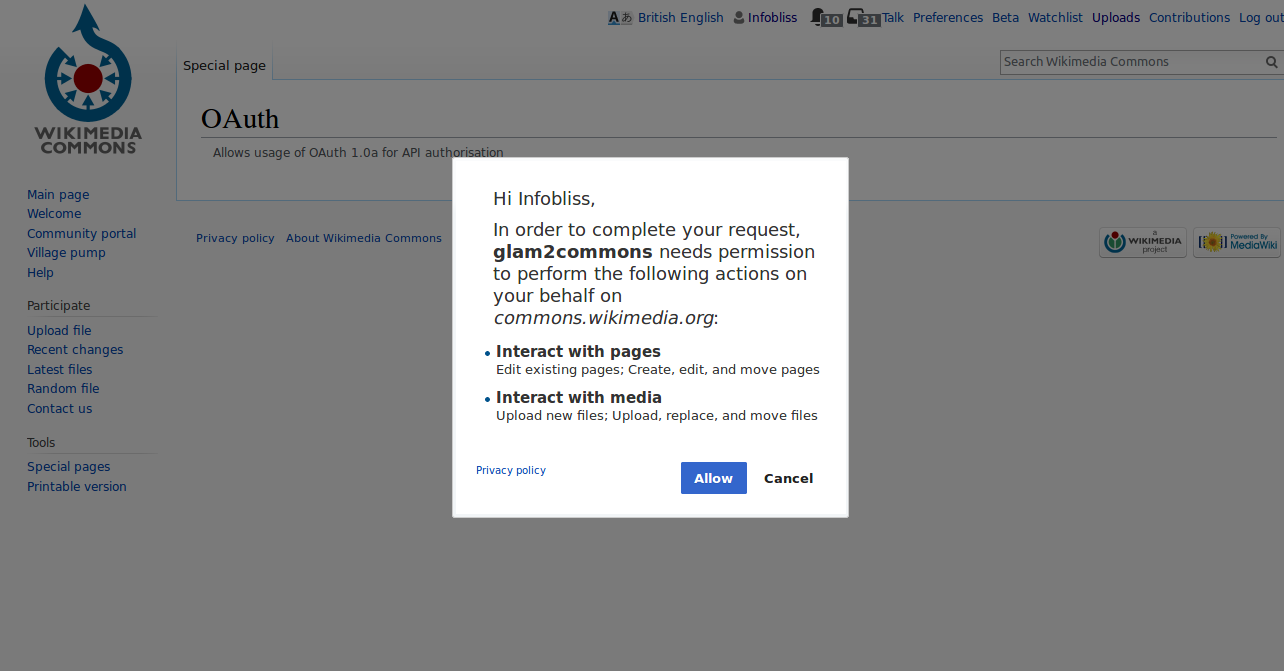 Aあ British English Infobliss 10 31 Talk Preferences Beta Watchlist Uploads Contributions Log out
WIKIMEDIA
COMMONS
Special page
Search Wikimedia Commons
OAuth
Allows usage of OAuth 1.0a for API authorisation
Main page
Welcome
Community portal
Village pump
Help
Participate
Upload file
Recent changes
Latest files
Random file
Contact us
Tools
Special pages
Printable version
Privacy policy About Wikimedia Commons
a
WIKIMEDIA
project
Powered By
MediaWiki
Hi Infobliss,
In order to complete your request,
glam2commons needs permission
to perform the following actions on
your behalf on
commons.wikimedia.org:
Interact with pages
Edit existing pages; Create, edit, and move pages
Interact with media
Upload new files; Upload, replace, and move files
Privacy policy
Allow Cancel